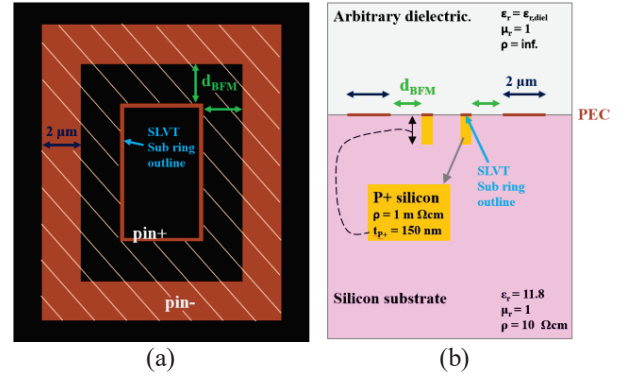 d_BFM
2 μm
SLVT
Sub ring
outline
pin+
pin-
(a)
Arbitrary dielectric.
ε_r = ε_r,diel
μ_r = 1
ρ = inf.
d_BFM
2 μm
PEC
SLVT
Sub ring
outline
P+ silicon
ρ = 1 m Ωcm
t_P+ = 150 nm
Silicon substrate
ε_r = 11.8
μ_r = 1
ρ = 10 Ωcm
(b)